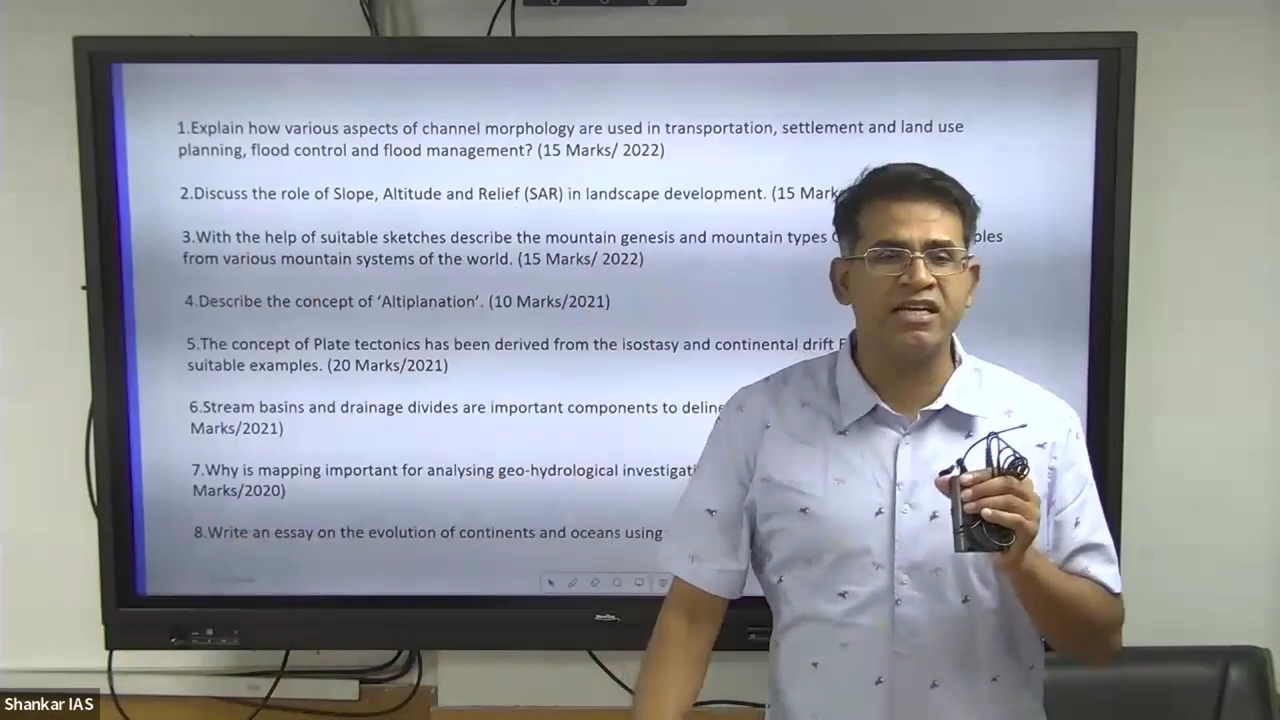 1.Explain how various aspects of channel morphology are used in transportation, settlement and land use
planning, flood control and flood management? (15 Marks/ 2022)
2.Discuss the role of Slope, Altitude and Relief (SAR) in landscape development. (15
3.With the help of suitable sketches describe the mountain genesis and mountain types
from various mountain systems of the world. (15 Marks/ 2022)
4.Describe the concept of ‘Altiplanation’. (10 Marks/2021)
5.The concept of Plate tectonics has been derived from the isostasy and continental drift
suitable examples. (20 Marks/2021)
6.Stream basins and drainage divides are important components to
Marks/2021)
7.Why is mapping important for analysing geo-hydrological
Marks/2020)
8.Write an essay on the evolution of continents and oceans using
Shankar IAS